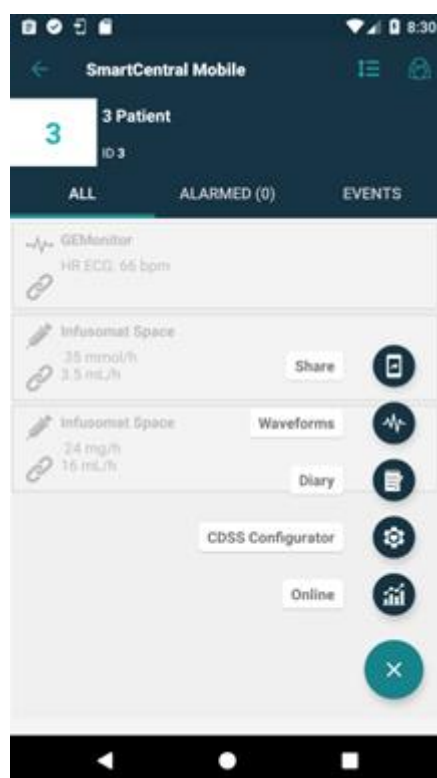 8:30
SmartCentral Mobile
3
3 Patient
ID 3
ALL ALARMED (0) EVENTS
GEMonitor
HR ECG: 66 bpm
Infusomat Space
35 mmol/h
3.5 mL/h
Share
Infusomat Space
Waveforms
24 mg/h
16 mL/h
Diary
CDSS Configurator
Online